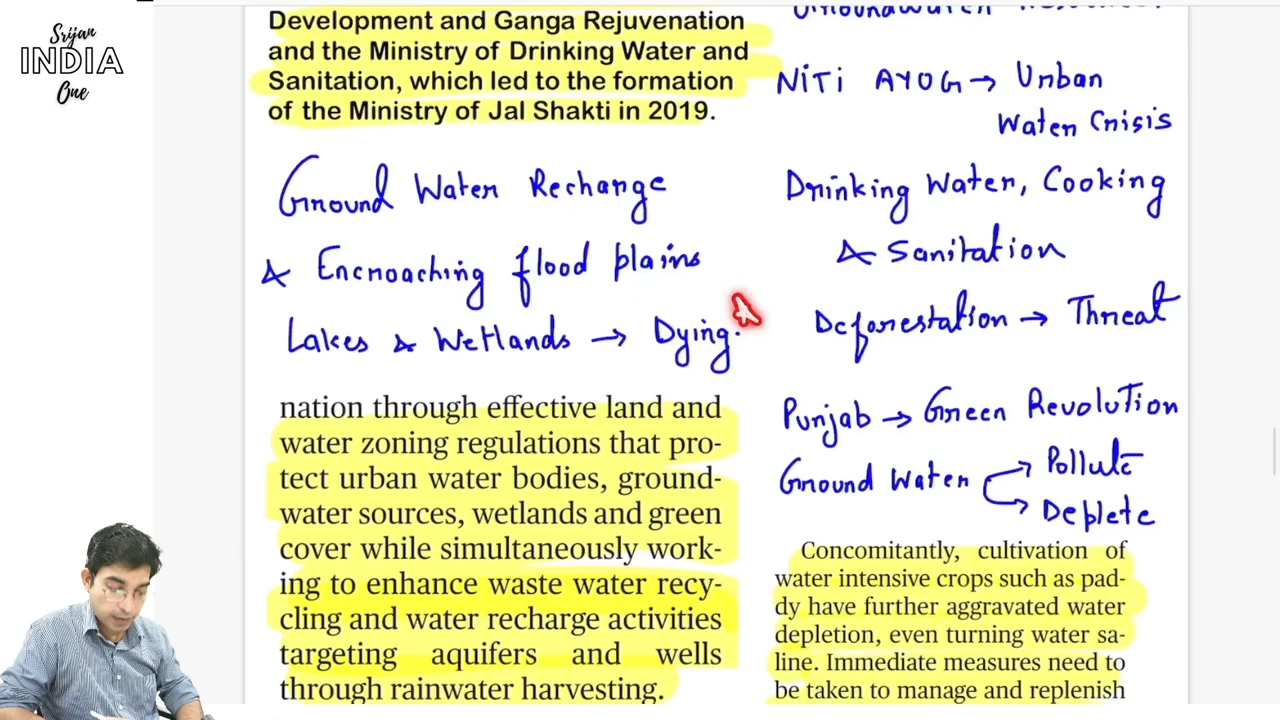 Srijan
INDIA
One
Development and Ganga Rejuvenation
and the Ministry of Drinking Water and
Sanitation, which led to the formation
of the Ministry of Jal Shakti in 2019.
Ground Water Recharge
& Encroaching flood plains
Lakes & Wetlands → Dying.
nation through effective land and
water zoning regulations that pro-
tect urban water bodies, ground-
water sources, wetlands and green
cover while simultaneously work-
ing to enhance waste water recy-
cling and water recharge activities
targeting aquifers and wells
through rainwater harvesting.
NITI AYOG → Urban
Water Crisis
Drinking Water, Cooking
& Sanitation
Deforestation → Threat
Punjab → Green Revolution
Ground Water → Pollute
→ Deplete
Concomitantly, cultivation of
water intensive crops such as pad-
dy have further aggravated water
depletion, even turning water sa-
line. Immediate measures need to
be taken to manage and replenish